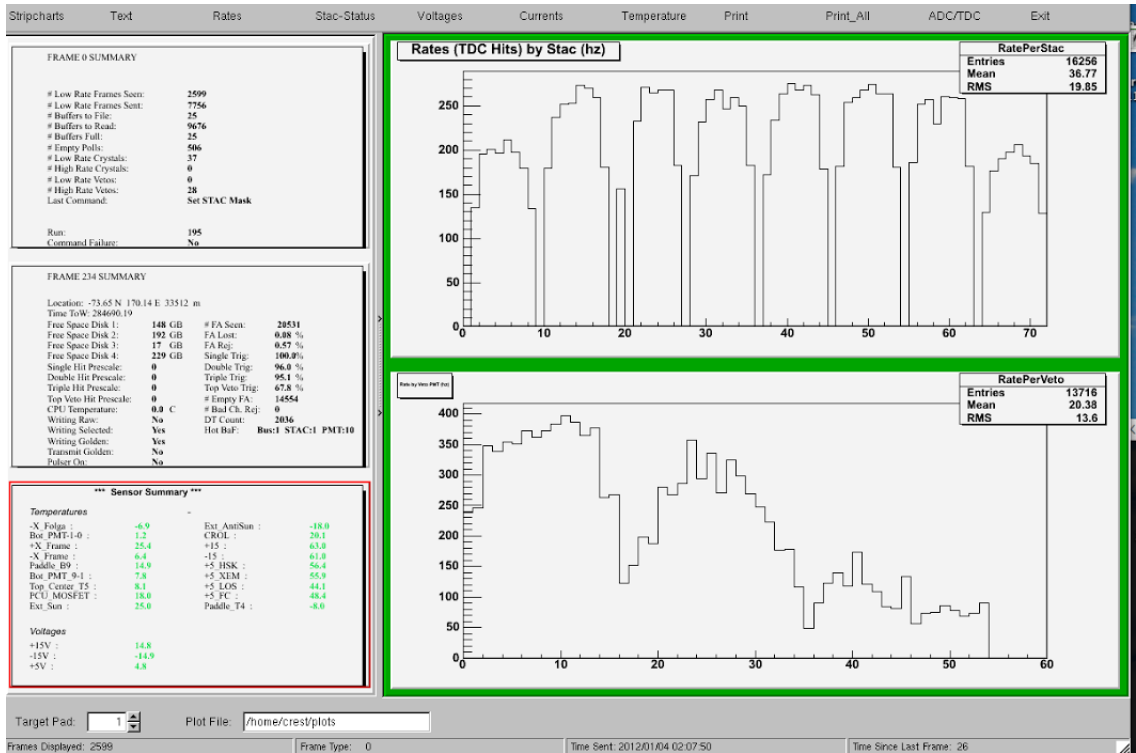 Stripcharts Text Rates Stac-Status Voltages Currents Temperature Print Print_All ADC/TDC Exit
FRAME 0 SUMMARY
# Low Rate Frames Seen: 2599
# Low Rate Frames Sent: 7756
# Buffers to File: 25
# Buffers to Read: 9676
# Buffers Full: 25
# Empty Polls: 506
# Low Rate Crystals: 37
# High Rate Crystals: 0
# Low Rate Vetos: 0
# High Rate Vetos: 28
Last Command: Set STAC Mask
Run: 195
Command Failure: No
FRAME 234 SUMMARY
Location: -73.65 N 170.14 E 33512 m
Time ToW: 284690.19
Free Space Disk 1: 148 GB # FA Seen: 20531
Free Space Disk 2: 192 GB FA Lost: 0.08 %
Free Space Disk 3: 17 GB FA Rej: 0.57 %
Free Space Disk 4: 229 GB Single Trig: 100.0%
Single Hit Prescale: 0 Double Trig: 96.0 %
Double Hit Prescale: 0 Triple Trig: 95.1 %
Triple Hit Prescale: 0 Top Veto Trig: 67.8 %
Top Veto Hit Prescale: 0 # Empty FA: 14554
CPU Temperature: 0.0 C # Bad Ch. Rej: 0
Writing Raw: No DT Count: 2036
Writing Selected: Yes Hot BaF: Bus:1 STAC:1 PMT:10
Writing Golden: Yes
Transmit Golden: No
Pulser On: No
*** Sensor Summary ***
Temperatures -
-X_Folga : -6.9 Ext_AntiSun : -18.0
Bot_PMT-1-0 : 1.2 CROL : 20.1
+X_Frame : 25.4 +15 : 63.0
-X_Frame : 6.4 -15 : 61.0
Paddle_B9 : 14.9 +5_HSK : 56.4
Bot_PMT_9-1 : 7.8 +5_XEM : 55.9
Top_Center_T5 : 8.1 +5_LOS : 44.1
PCU_MOSFET : 18.0 +5_FC : 48.4
Ext_Sun : 25.0 Paddle_T4 : -8.0
Voltages
+15V : 14.8
-15V : -14.9
+5V : 4.8
Rates (TDC Hits) by Stac (hz)
RatePerStac
Entries 16256
Mean 36.77
RMS 19.85
250
200
150
100
50
0
0 10 20 30 40 50 60 70
Rate by Veto PMT (hz)
RatePerVeto
Entries 13716
Mean 20.38
RMS 13.6
400
350
300
250
200
150
100
50
0
0 10 20 30 40 50 60
Target Pad: 1 Plot File: /home/crest/plots
Frames Displayed: 2599 Frame Type: 0 Time Sent: 2012/01/04 02:07:50 Time Since Last Frame: 26